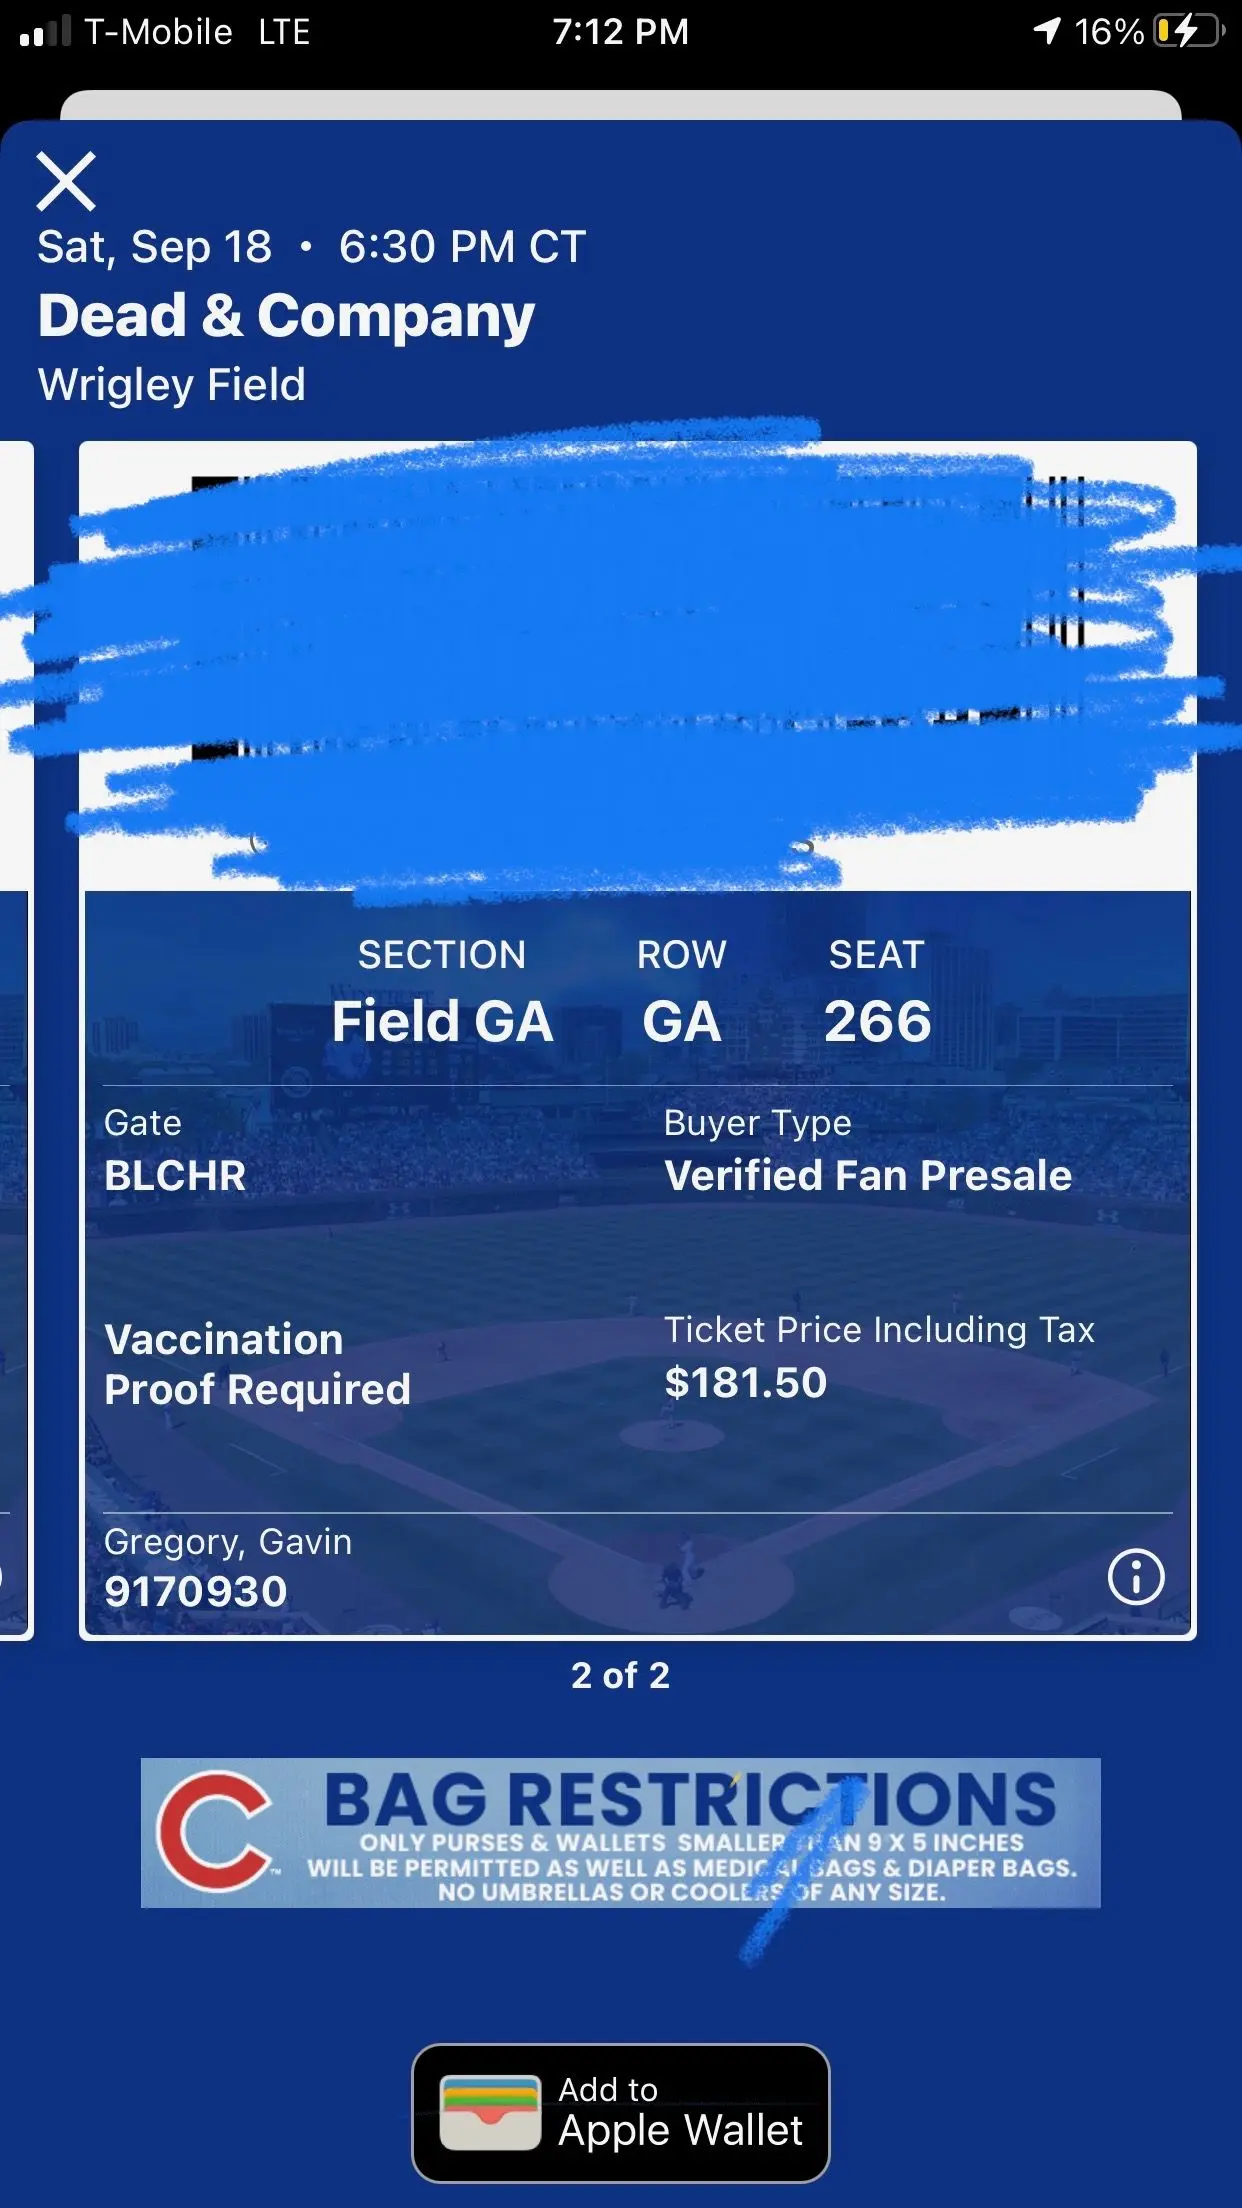 T-Mobile LTE 7:12 PM 16%
Sat, Sep 18 • 6:30 PM CT
Dead & Company
Wrigley Field
SECTION ROW SEAT
Field GA GA 266
Gate Buyer Type
BLCHR Verified Fan Presale
Vaccination
Proof Required
Ticket Price Including Tax
$181.50
Gregory, Gavin
9170930
2 of 2
C BAG RESTRICTIONS
ONLY PURSES & WALLETS SMALLER THAN 9 X 5 INCHES
WILL BE PERMITTED AS WELL AS MEDICAL BAGS & DIAPER BAGS.
NO UMBRELLAS OR COOLERS OF ANY SIZE.
Add to
Apple Wallet